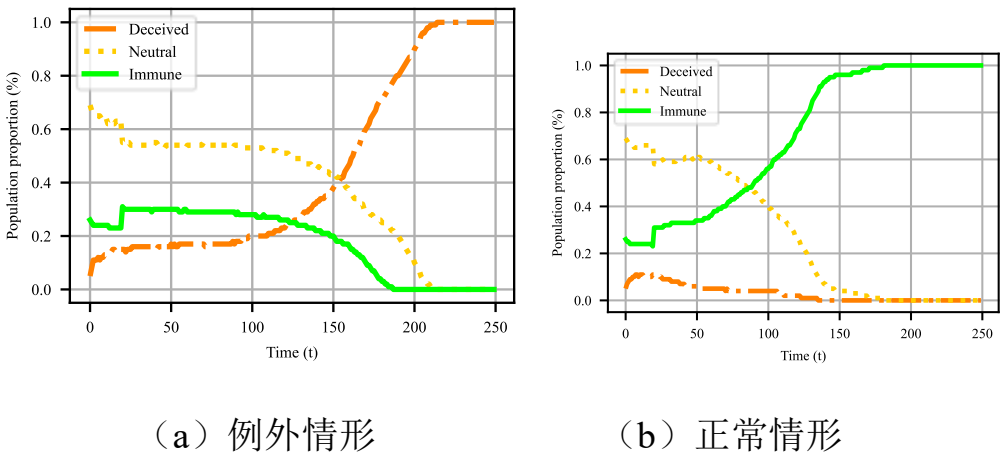 Deceived
Neutral
Immune
1.0
0.8
0.6
0.4
0.2
0.0
Population proportion (%)
0 50 100 150 200 250
Time (t)
Deceived
Neutral
Immune
1.0
0.8
0.6
0.4
0.2
0.0
Population proportion (%)
0 50 100 150 200 250
Time (t)
（a）例外情形
（b）正常情形